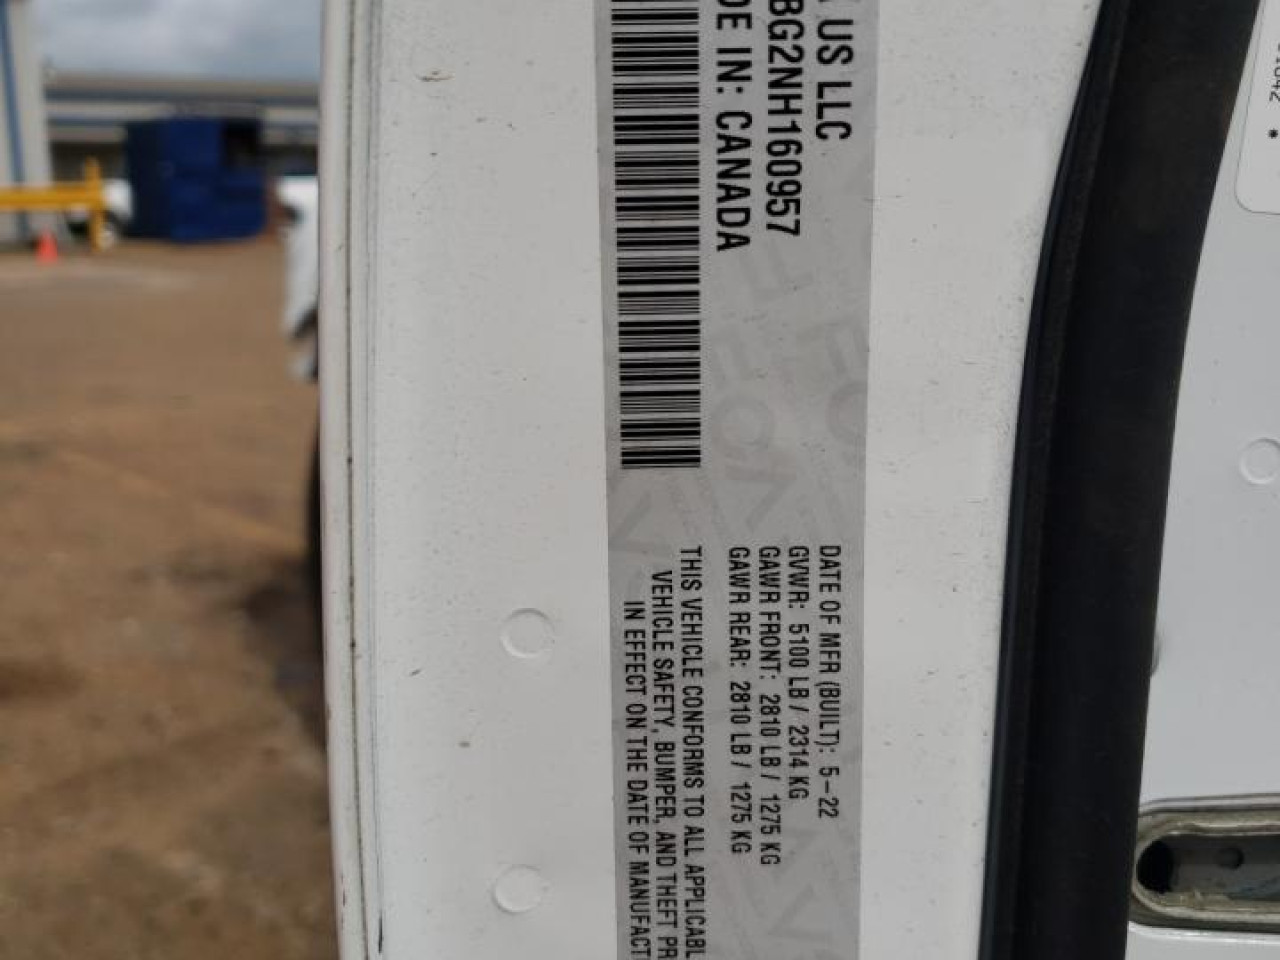 US LLC
BG2NH160957
DE IN: CANADA
DATE OF MFR (BUILT): 5-22
GVWR: 5100 LB / 2314 KG
GAWR FRONT: 2810 LB / 1275 KG
GAWR REAR: 2810 LB / 1275 KG
THIS VEHICLE CONFORMS TO ALL APPLICABL
VEHICLE SAFETY, BUMPER, AND THEFT PR
IN EFFECT ON THE DATE OF MANUFACT